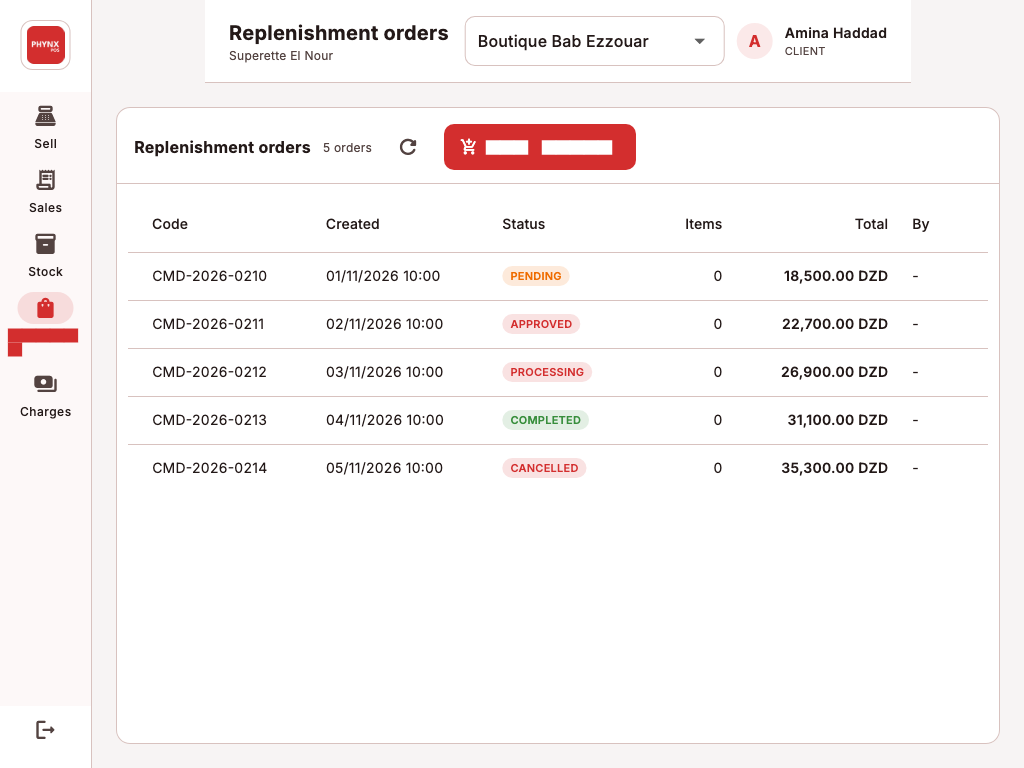 PHYNX
POS
Replenishment orders
Superette El Nour
Boutique Bab Ezzouar
A
Amina Haddad
CLIENT
Sell
Sales
Stock
Charges
Replenishment orders
5 orders
Code Created Status Items Total By
CMD-2026-0210 01/11/2026 10:00 PENDING 0 18,500.00 DZD -
CMD-2026-0211 02/11/2026 10:00 APPROVED 0 22,700.00 DZD -
CMD-2026-0212 03/11/2026 10:00 PROCESSING 0 26,900.00 DZD -
CMD-2026-0213 04/11/2026 10:00 COMPLETED 0 31,100.00 DZD -
CMD-2026-0214 05/11/2026 10:00 CANCELLED 0 35,300.00 DZD -